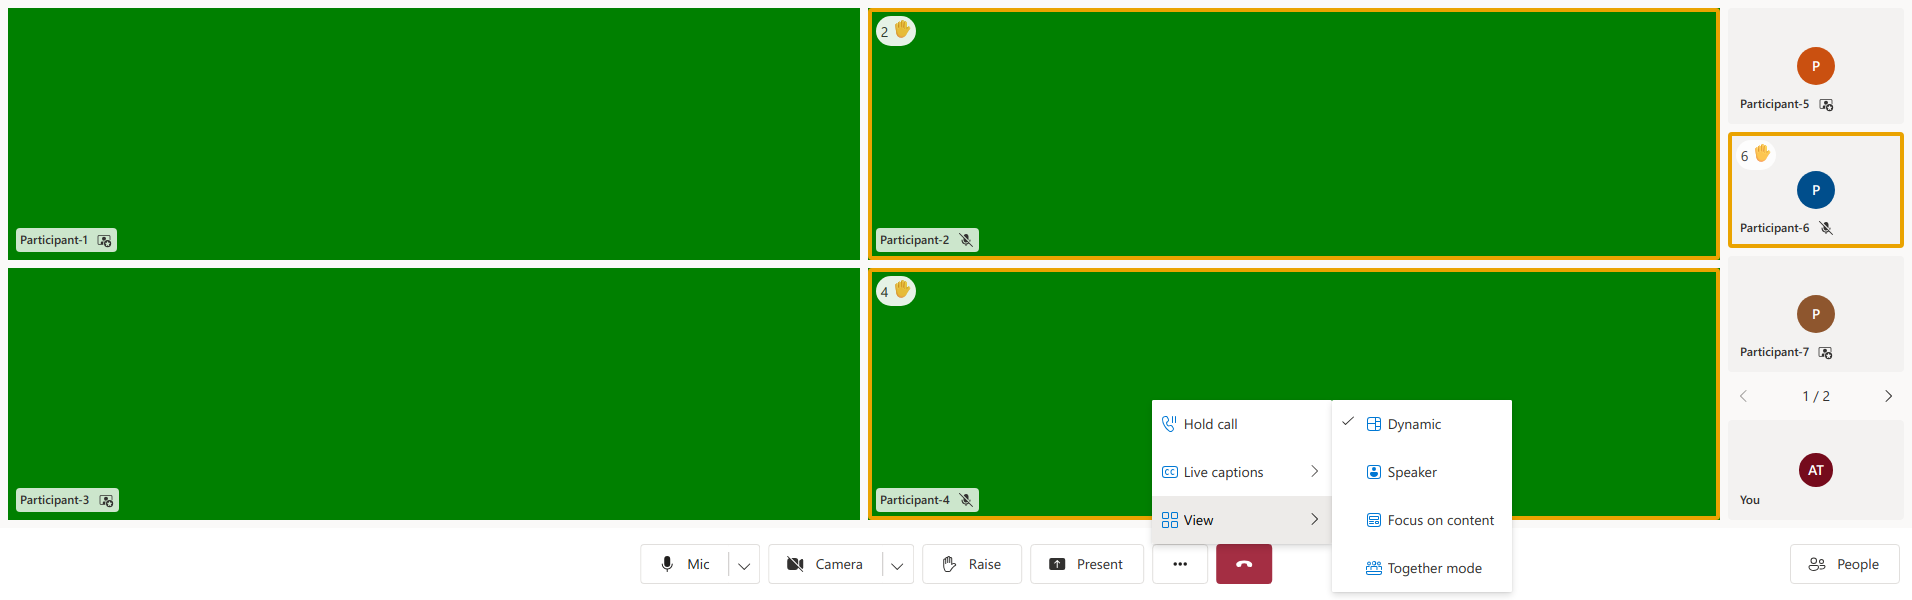 2
P
Participant-5
6
P
Participant-1
Participant-2
Participant-6
4
P
Participant-7
1 / 2
Hold call
Dynamic
CC Live captions
Speaker
AT
Participant-3
Participant-4
You
View
Focus on content
Mic
Camera
Raise
Present
...
Together mode
People